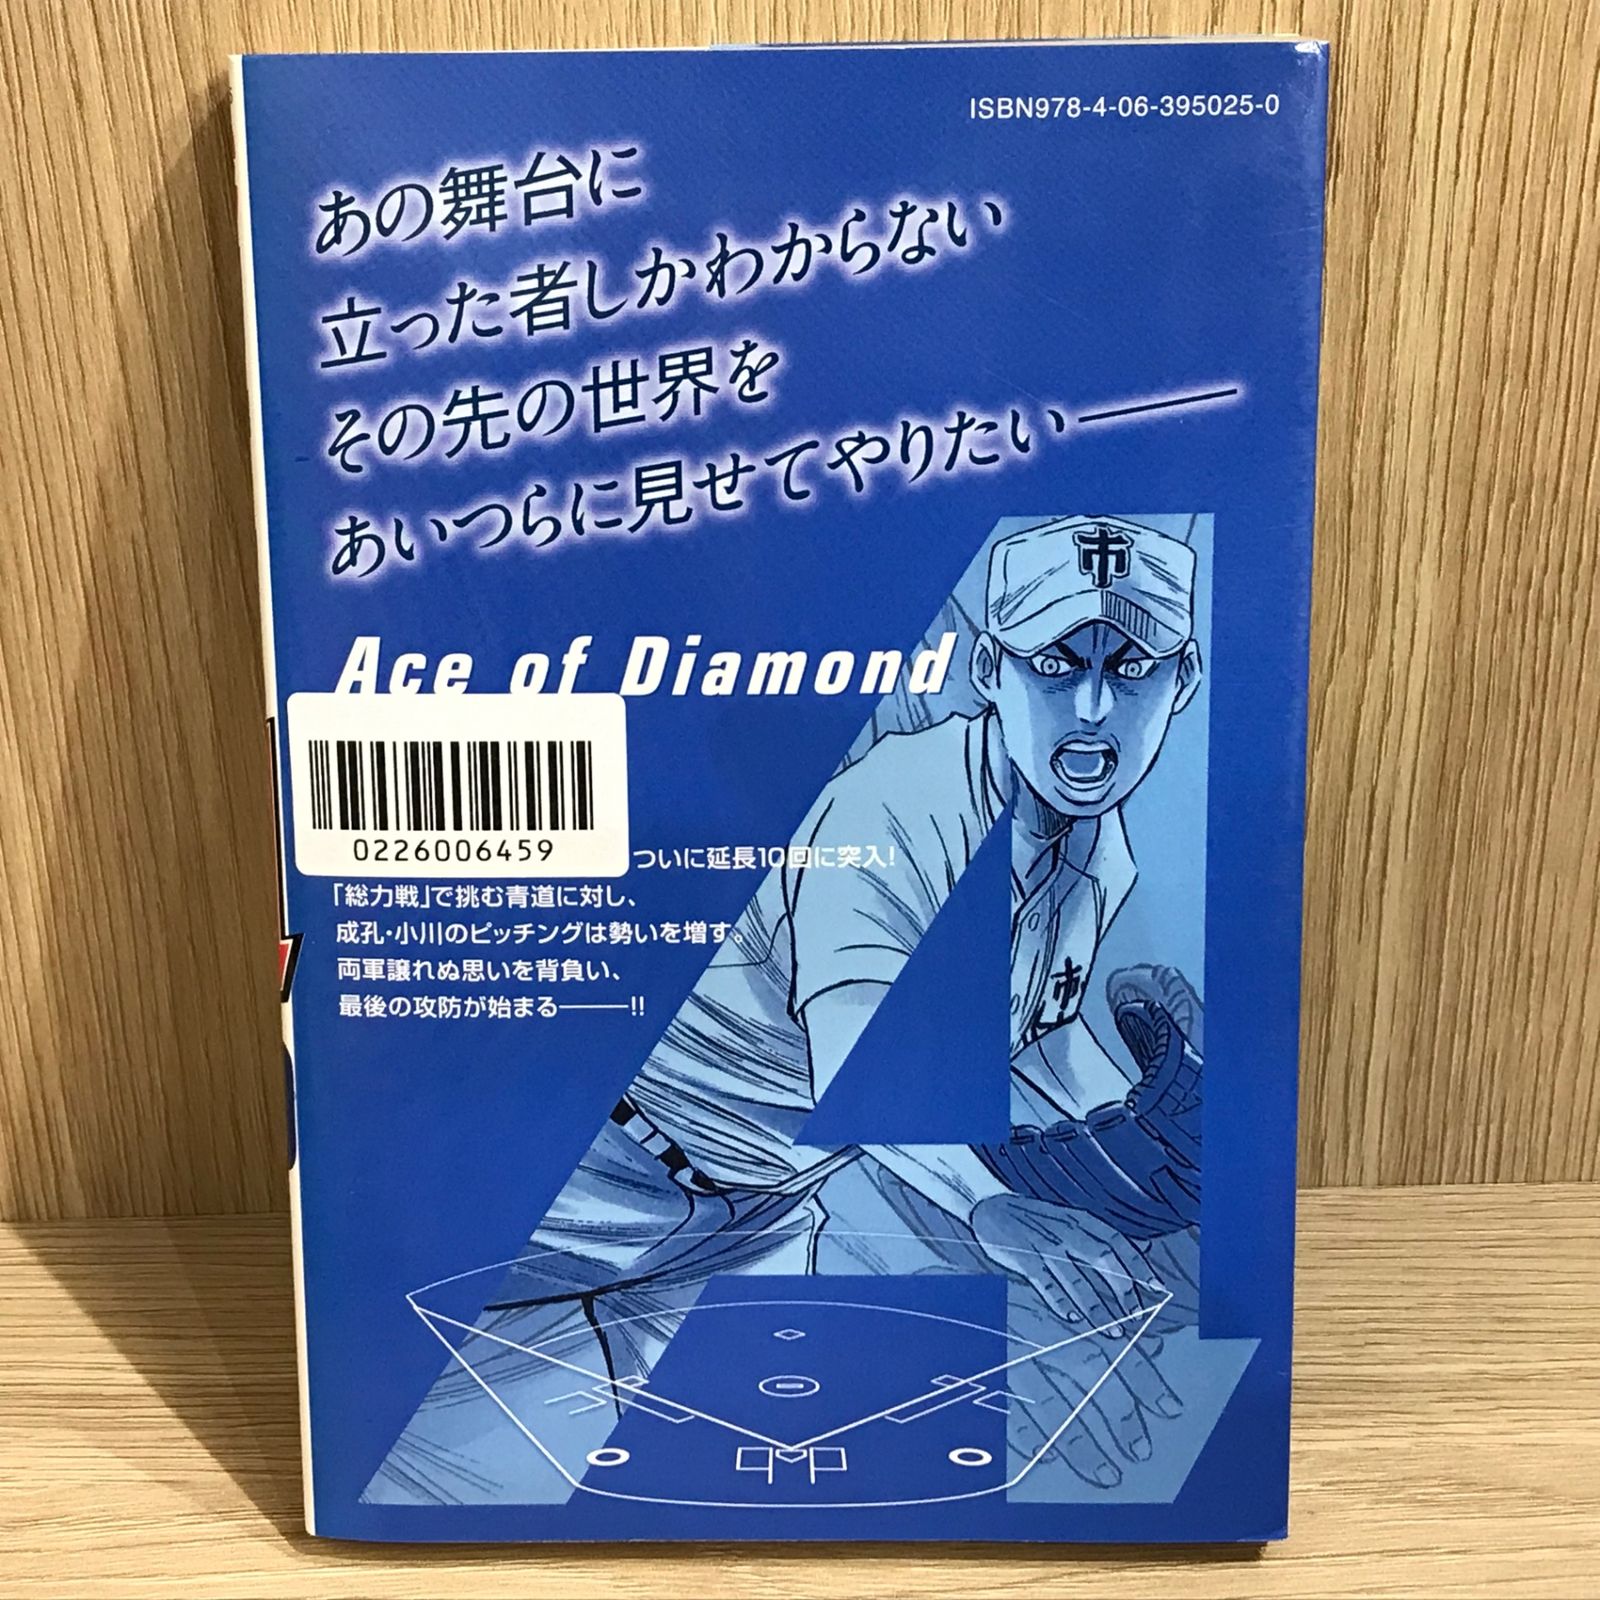 ISBN978-4-06-395025-0
あの舞台に
立った者しかわからない
その先の世界を
あいつらに見せてやりたい――
Ace of Diamond
0226006459
ついに延長10回に突入!
「総力戦」で挑む青道に対し、
成孔・小川のピッチングは勢いを増す。
両軍譲れぬ思いを背負い、
最後の攻防が始まる――!!
市
市